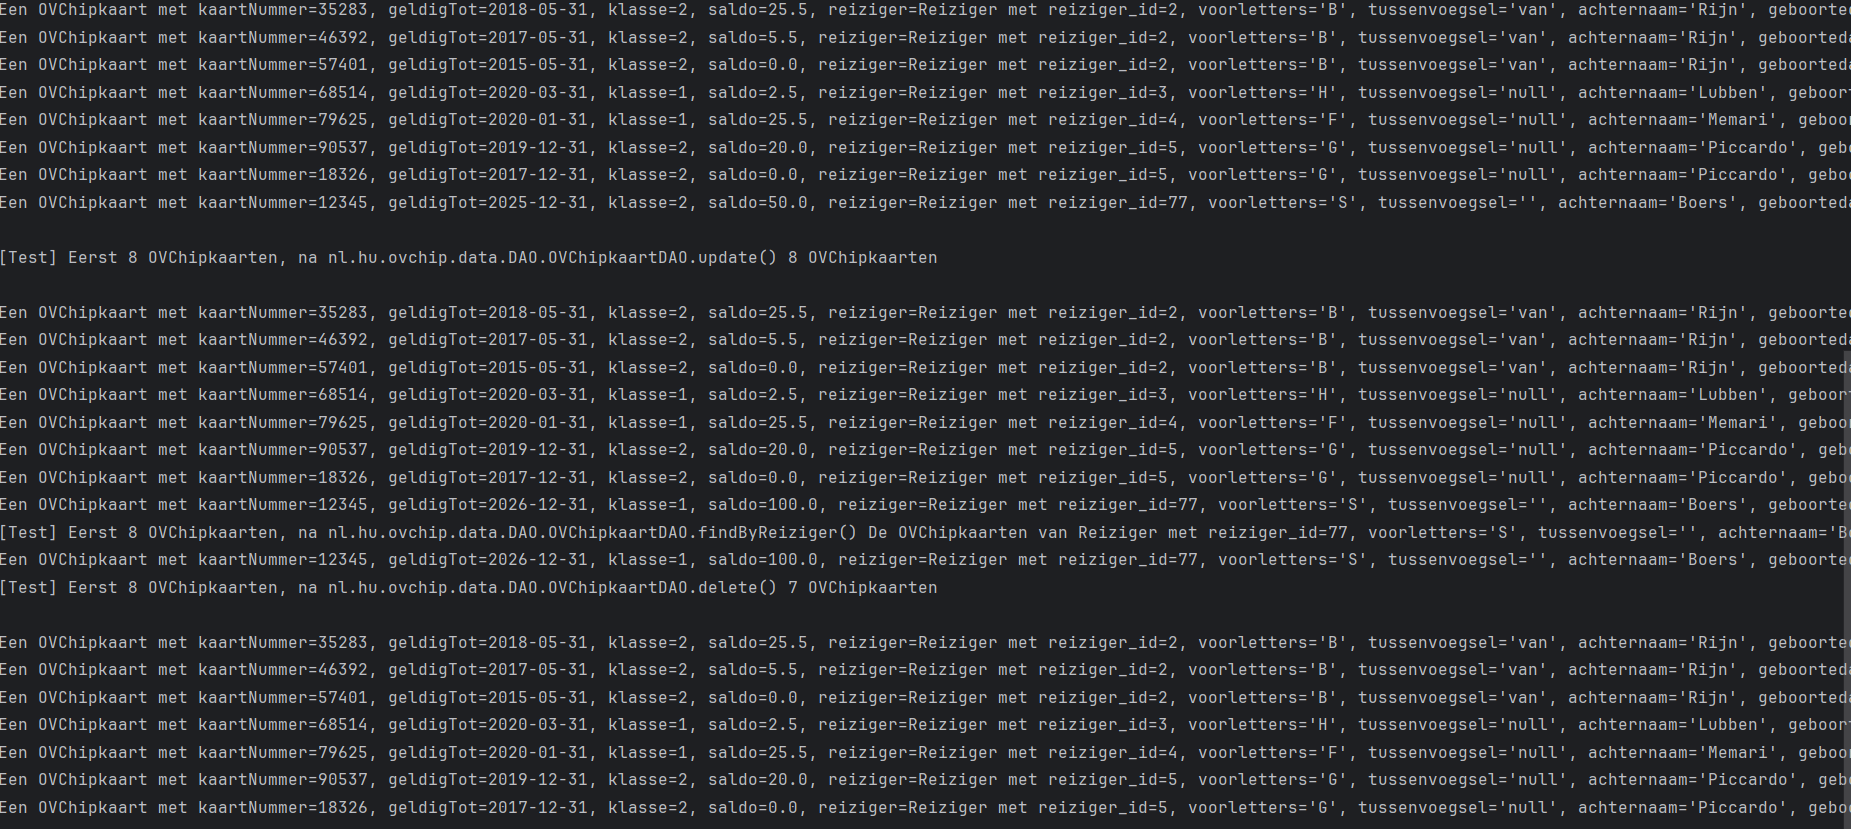 Een OVChipkaart met kaartNummer=35283, geldigTot=2018-05-31, klasse=2, saldo=25.5, reiziger=Reiziger met reiziger_id=2, voorletters='B', tussenvoegsel='van', achternaam='Rijn', geboorted
Een OVChipkaart met kaartNummer=46392, geldigTot=2017-05-31, klasse=2, saldo=5.5, reiziger=Reiziger met reiziger_id=2, voorletters='B', tussenvoegsel='van', achternaam='Rijn', geboorteda
Een OVChipkaart met kaartNummer=57401, geldigTot=2015-05-31, klasse=2, saldo=0.0, reiziger=Reiziger met reiziger_id=2, voorletters='B', tussenvoegsel='van', achternaam='Rijn', geboorteda
Een OVChipkaart met kaartNummer=68514, geldigTot=2020-03-31, klasse=1, saldo=2.5, reiziger=Reiziger met reiziger_id=3, voorletters='H', tussenvoegsel='null', achternaam='Lubben', geboort
Een OVChipkaart met kaartNummer=79625, geldigTot=2020-01-31, klasse=1, saldo=25.5, reiziger=Reiziger met reiziger_id=4, voorletters='F', tussenvoegsel='null', achternaam='Memari', geboo
Een OVChipkaart met kaartNummer=90537, geldigTot=2019-12-31, klasse=2, saldo=20.0, reiziger=Reiziger met reiziger_id=5, voorletters='G', tussenvoegsel='null', achternaam='Piccardo', geb
Een OVChipkaart met kaartNummer=18326, geldigTot=2017-12-31, klasse=2, saldo=0.0, reiziger=Reiziger met reiziger_id=5, voorletters='G', tussenvoegsel='null', achternaam='Piccardo', gebo
Een OVChipkaart met kaartNummer=12345, geldigTot=2025-12-31, klasse=2, saldo=50.0, reiziger=Reiziger met reiziger_id=77, voorletters='S', tussenvoegsel='', achternaam='Boers', geboorteda
[Test] Eerst 8 OVChipkaarten, na nl.hu.ovchip.data.DAO.OVChipkaartDAO.update() 8 OVChipkaarten
Een OVChipkaart met kaartNummer=35283, geldigTot=2018-05-31, klasse=2, saldo=25.5, reiziger=Reiziger met reiziger_id=2, voorletters='B', tussenvoegsel='van', achternaam='Rijn', geboorted
Een OVChipkaart met kaartNummer=46392, geldigTot=2017-05-31, klasse=2, saldo=5.5, reiziger=Reiziger met reiziger_id=2, voorletters='B', tussenvoegsel='van', achternaam='Rijn', geboorteda
Een OVChipkaart met kaartNummer=57401, geldigTot=2015-05-31, klasse=2, saldo=0.0, reiziger=Reiziger met reiziger_id=2, voorletters='B', tussenvoegsel='van', achternaam='Rijn', geboorteda
Een OVChipkaart met kaartNummer=68514, geldigTot=2020-03-31, klasse=1, saldo=2.5, reiziger=Reiziger met reiziger_id=3, voorletters='H', tussenvoegsel='null', achternaam='Lubben', geboort
Een OVChipkaart met kaartNummer=79625, geldigTot=2020-01-31, klasse=1, saldo=25.5, reiziger=Reiziger met reiziger_id=4, voorletters='F', tussenvoegsel='null', achternaam='Memari', geboo
Een OVChipkaart met kaartNummer=90537, geldigTot=2019-12-31, klasse=2, saldo=20.0, reiziger=Reiziger met reiziger_id=5, voorletters='G', tussenvoegsel='null', achternaam='Piccardo', geb
Een OVChipkaart met kaartNummer=18326, geldigTot=2017-12-31, klasse=2, saldo=0.0, reiziger=Reiziger met reiziger_id=5, voorletters='G', tussenvoegsel='null', achternaam='Piccardo', gebo
Een OVChipkaart met kaartNummer=12345, geldigTot=2026-12-31, klasse=1, saldo=100.0, reiziger=Reiziger met reiziger_id=77, voorletters='S', tussenvoegsel='', achternaam='Boers', geboorted
[Test] Eerst 8 OVChipkaarten, na nl.hu.ovchip.data.DAO.OVChipkaartDAO.findByReiziger() De OVChipkaarten van Reiziger met reiziger_id=77, voorletters='S', tussenvoegsel='', achternaam='Bo
Een OVChipkaart met kaartNummer=12345, geldigTot=2026-12-31, klasse=1, saldo=100.0, reiziger=Reiziger met reiziger_id=77, voorletters='S', tussenvoegsel='', achternaam='Boers', geboorted
[Test] Eerst 8 OVChipkaarten, na nl.hu.ovchip.data.DAO.OVChipkaartDAO.delete() 7 OVChipkaarten
Een OVChipkaart met kaartNummer=35283, geldigTot=2018-05-31, klasse=2, saldo=25.5, reiziger=Reiziger met reiziger_id=2, voorletters='B', tussenvoegsel='van', achternaam='Rijn', geboorte
Een OVChipkaart met kaartNummer=46392, geldigTot=2017-05-31, klasse=2, saldo=5.5, reiziger=Reiziger met reiziger_id=2, voorletters='B', tussenvoegsel='van', achternaam='Rijn', geboorted
Een OVChipkaart met kaartNummer=57401, geldigTot=2015-05-31, klasse=2, saldo=0.0, reiziger=Reiziger met reiziger_id=2, voorletters='B', tussenvoegsel='van', achternaam='Rijn', geboorted
Een OVChipkaart met kaartNummer=68514, geldigTot=2020-03-31, klasse=1, saldo=2.5, reiziger=Reiziger met reiziger_id=3, voorletters='H', tussenvoegsel='null', achternaam='Lubben', geboor
Een OVChipkaart met kaartNummer=79625, geldigTot=2020-01-31, klasse=1, saldo=25.5, reiziger=Reiziger met reiziger_id=4, voorletters='F', tussenvoegsel='null', achternaam='Memari', gebo
Een OVChipkaart met kaartNummer=90537, geldigTot=2019-12-31, klasse=2, saldo=20.0, reiziger=Reiziger met reiziger_id=5, voorletters='G', tussenvoegsel='null', achternaam='Piccardo', geb
Een OVChipkaart met kaartNummer=18326, geldigTot=2017-12-31, klasse=2, saldo=0.0, reiziger=Reiziger met reiziger_id=5, voorletters='G', tussenvoegsel='null', achternaam='Piccardo', gebo